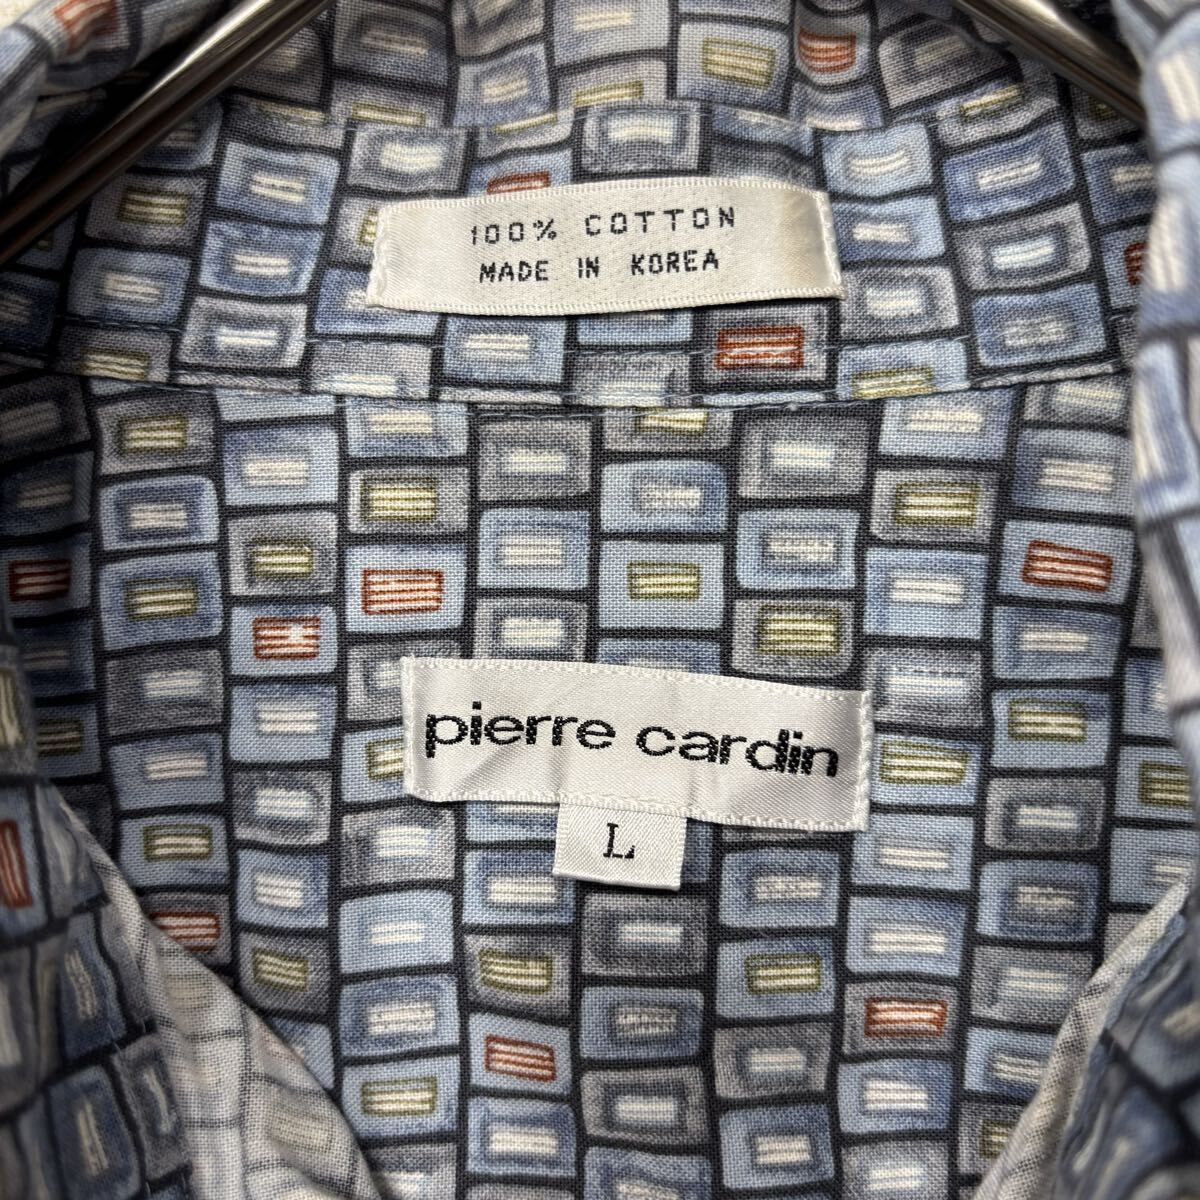 100% COTTON
MADE IN KOREA
pierre cardin
L